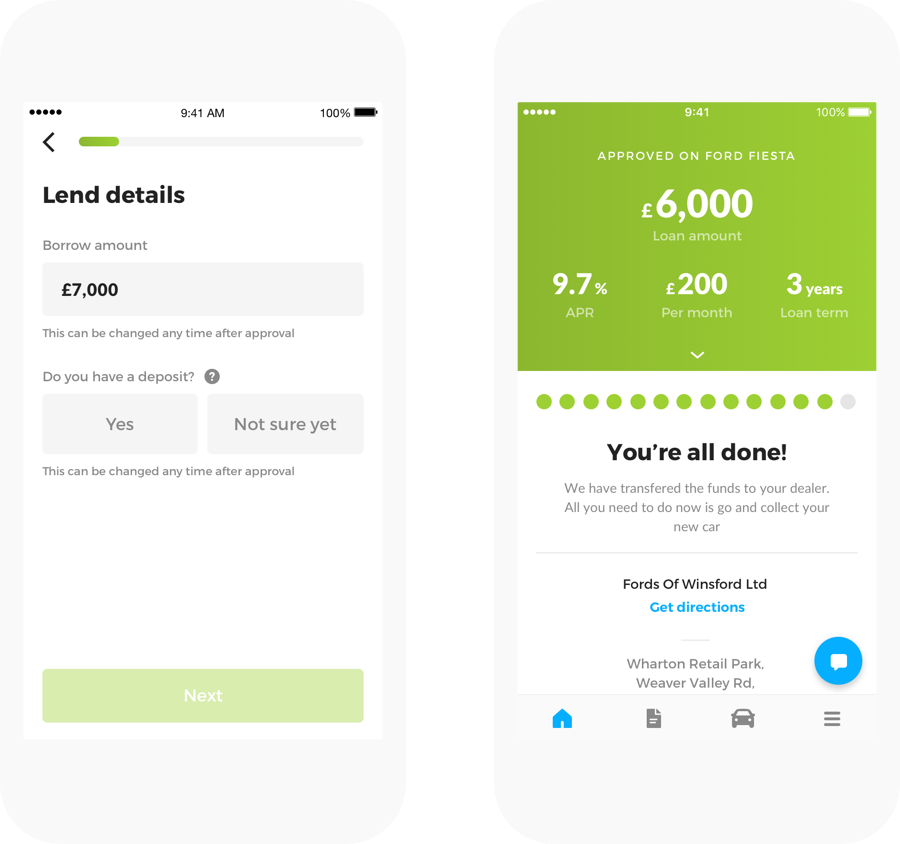 9:41 AM
100%
Lend details
Borrow amount
£7,000
This can be changed any time after approval
Do you have a deposit? ?
Yes
Not sure yet
This can be changed any time after approval
Next
9:41
100%
APPROVED ON FORD FIESTA
£6,000
Loan amount
9.7%
APR
£200
Per month
3 years
Loan term
You're all done!
We have transfered the funds to your dealer.
All you need to do now is go and collect your
new car
Fords Of Winsford Ltd
Get directions
Wharton Retail Park,
Weaver Valley Rd,